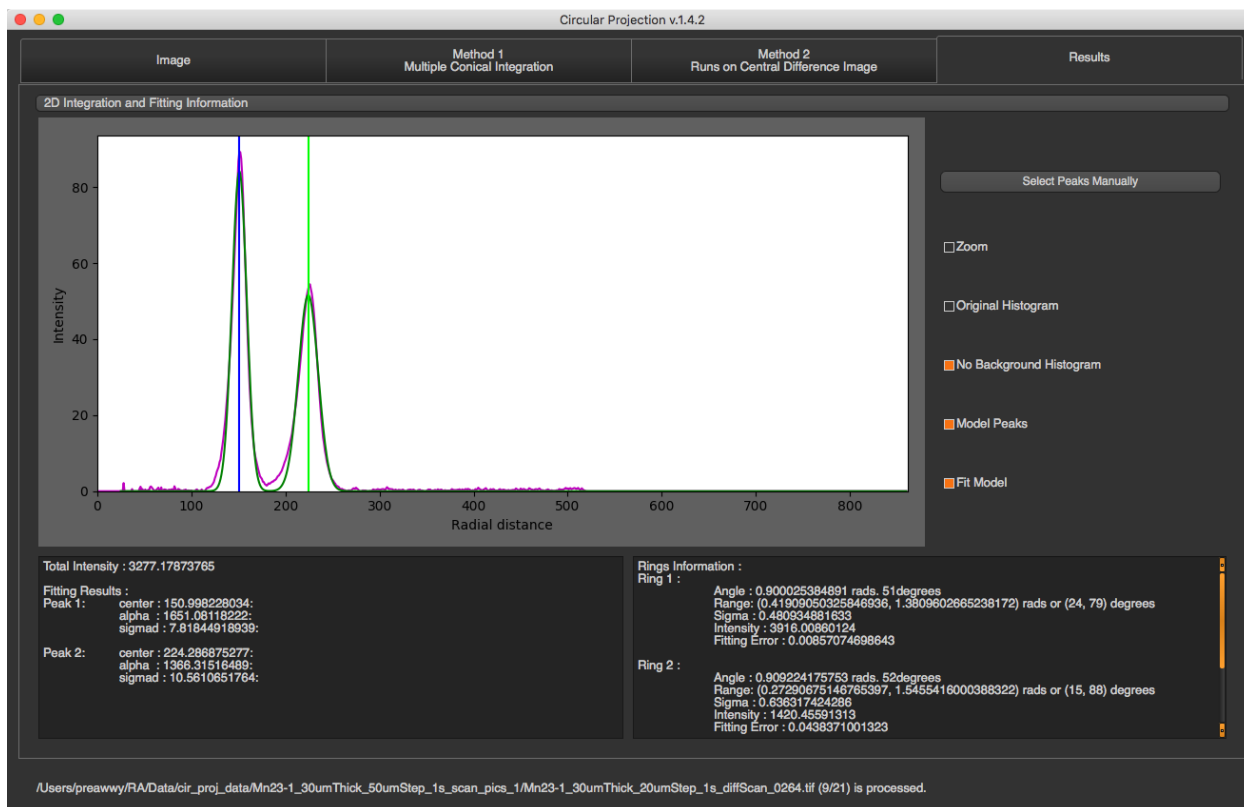 Circular Projection v.1.4.2
Image
Method 1
Multiple Conical Integration
Method 2
Runs on Central Difference Image
Results
2D Integration and Fitting Information
80
60
40
20
0
Intensity
0 100 200 300 400 500 600 700 800
Radial distance
Select Peaks Manually
Zoom
Original Histogram
No Background Histogram
Model Peaks
Fit Model
Total Intensity : 3277.17873765
Fitting Results :
Peak 1: center : 150.998228034:
alpha : 1651.08118222:
sigmad : 7.81844918939:
Peak 2: center : 224.286875277:
alpha : 1366.31516489:
sigmad : 10.5610651764:
Rings Information :
Ring 1 :
Angle : 0.900025384891 rads. 51degrees
Range: (0.41909050325846936, 1.3809602665238172) rads or (24, 79) degrees
Sigma : 0.480934881633
Intensity : 3916.00860124
Fitting Error : 0.00857074698643
Ring 2 :
Angle : 0.909224175753 rads. 52degrees
Range: (0.27290675146765397, 1.5455416000388322) rads or (15, 88) degrees
Sigma : 0.636317424286
Intensity : 1420.45591313
Fitting Error : 0.0438371001323
/Users/preawwy/RA/Data/cir_proj_data/Mn23-1_30umThick_50umStep_1s_scan_pics_1/Mn23-1_30umThick_20umStep_1s_diffScan_0264.tif (9/21) is processed.